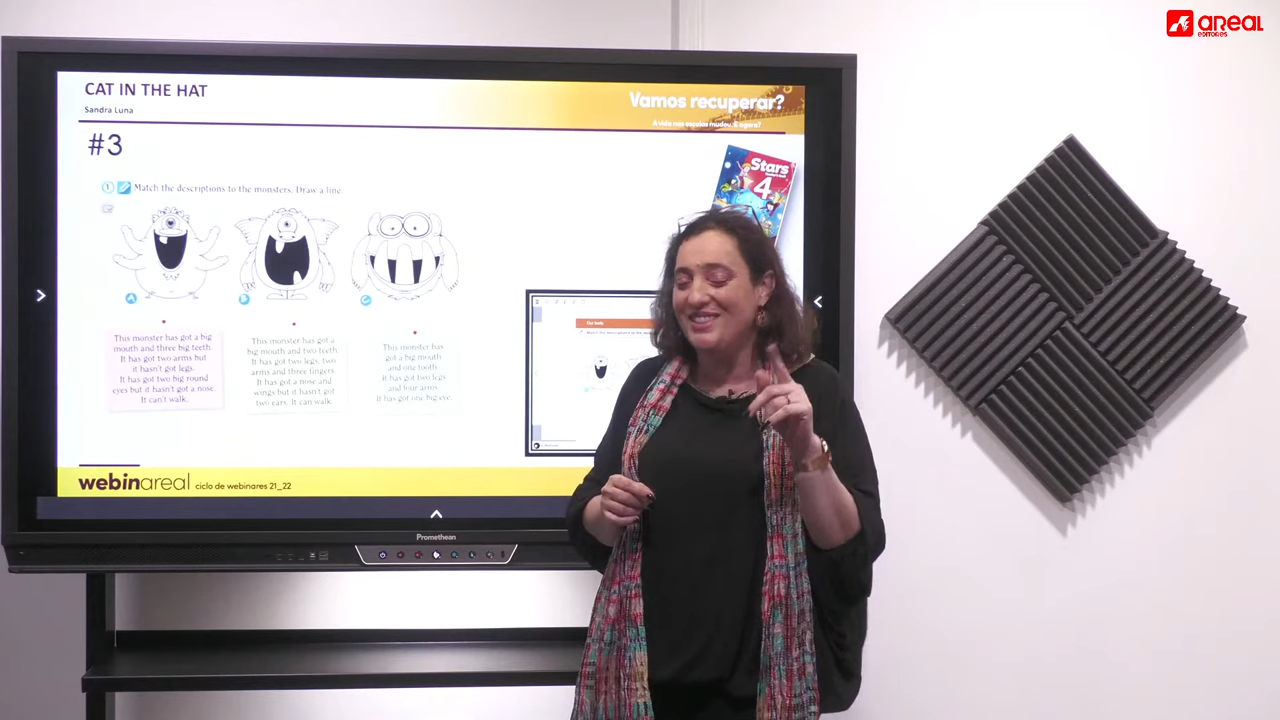 AREAL
EDITORES
CAT IN THE HAT
Sandra Luna
Vamos recuperar?
A vida nas escolas mudou. E agora?
#3
Stars
4
1 Match the descriptions to the monsters. Draw a line.
A
B
C
This monster has got a big
mouth and three big teeth.
It has got two arms but
it hasn't got legs.
It has got two big round
eyes but it hasn't got a nose.
It can't walk.
This monster has got a
big mouth and two teeth.
It has got two legs, two
arms and three fingers.
It has got a nose and
wings but it hasn't got
two ears. It can walk.
This monster has
got a big mouth
and one tooth.
It has got two legs
and four arms.
It has got one big eye.
webinareal ciclo de webinares 21_22
Promethean